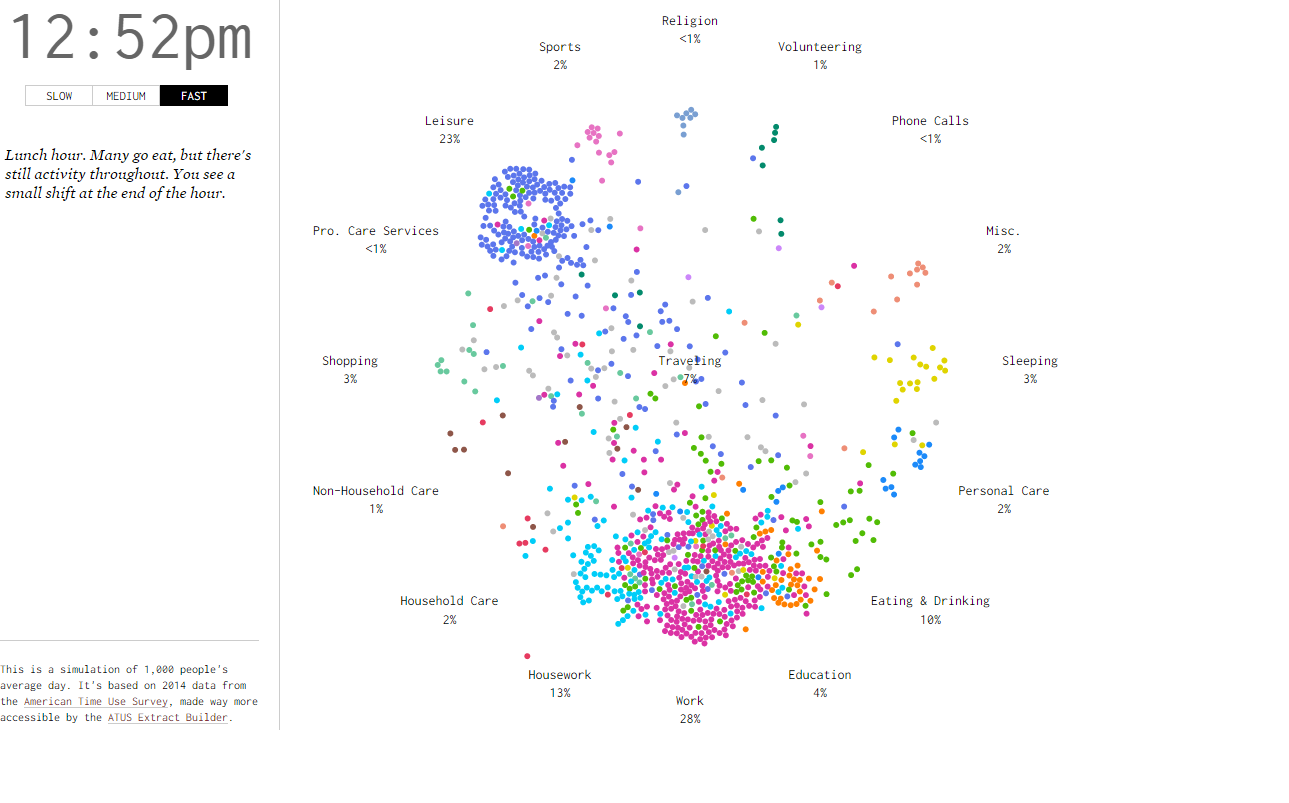 12:52pm
SLOW MEDIUM FAST
Lunch hour. Many go eat, but there's
still activity throughout. You see a
small shift at the end of the hour.
This is a simulation of 1,000 people's
average day. It's based on 2014 data from
the American Time Use Survey, made way more
accessible by the ATUS Extract Builder.
Religion
<1%
Sports
2%
Volunteering
1%
Leisure
23%
Phone Calls
<1%
Pro. Care Services
<1%
Misc.
2%
Shopping
3%
Traveling
7%
Sleeping
3%
Non-Household Care
1%
Personal Care
2%
Household Care
2%
Eating & Drinking
10%
Housework
13%
Education
4%
Work
28%